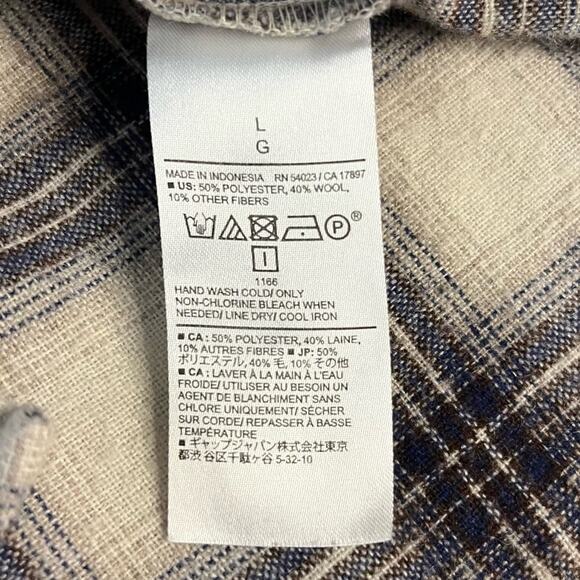 L
G
MADE IN INDONESIA RN 54023 / CA 17897
■ US: 50% POLYESTER, 40% WOOL,
10% OTHER FIBERS
P ®
1166
HAND WASH COLD/ ONLY
NON-CHLORINE BLEACH WHEN
NEEDED/ LINE DRY/ COOL IRON
■ CA : 50% POLYESTER, 40% LAINE,
10% AUTRES FIBRES ■ JP: 50%
ポリエステル, 40% 毛, 10% その他
■ CA : LAVER À LA MAIN À L'EAU
FROIDE/ UTILISER AU BESOIN UN
AGENT DE BLANCHIMENT SANS
CHLORE UNIQUEMENT/ SÉCHER
SUR CORDE/ REPASSER À BASSE
TEMPÉRATURE
■ ギャップジャパン株式会社東京
都渋谷区千駄ヶ谷 5-32-10